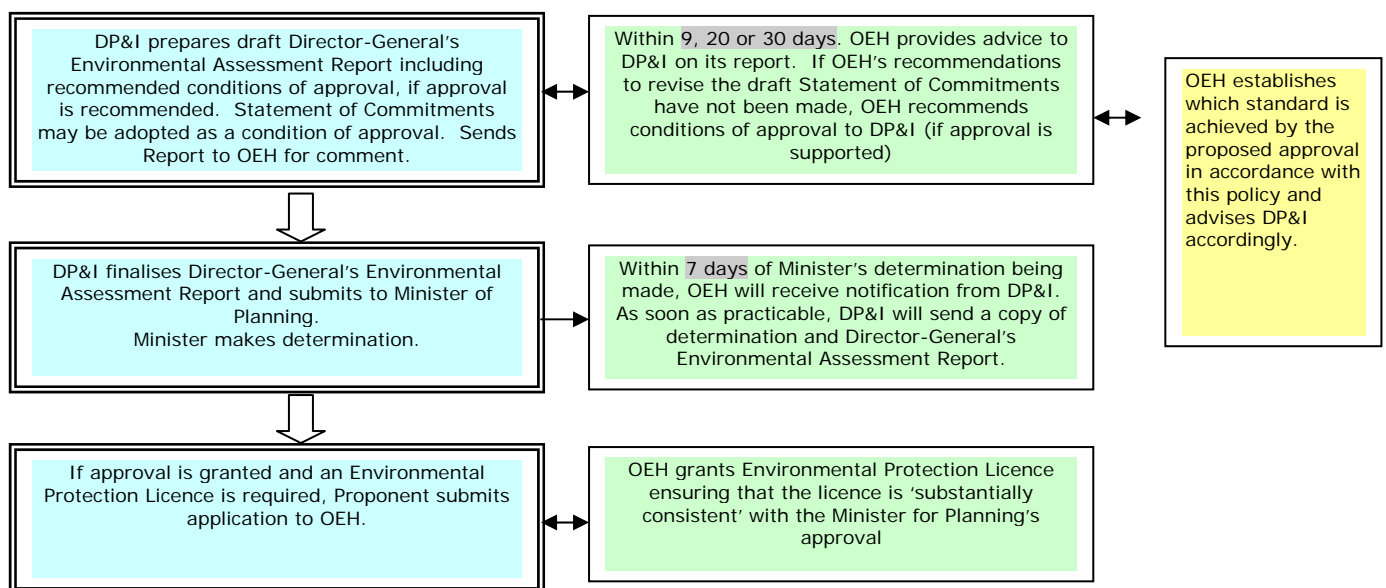 DP&I prepares draft Director-General's
Environmental Assessment Report including
recommended conditions of approval, if approval
is recommended.  Statement of Commitments
may be adopted as a condition of approval.  Sends
Report to OEH for comment.
Within 9, 20 or 30 days. OEH provides advice to
DP&I on its report.  If OEH's recommendations
to revise the draft Statement of Commitments
have not been made, OEH recommends
conditions of approval to DP&I (if approval is
supported)
OEH establishes
which standard is
achieved by the
proposed approval
in accordance with
this policy and
advises DP&I
accordingly.
DP&I finalises Director-General's Environmental
Assessment Report and submits to Minister of
Planning.
Minister makes determination.
Within 7 days of Minister's determination being
made, OEH will receive notification from DP&I.
As soon as practicable, DP&I will send a copy of
determination and Director-General's
Environmental Assessment Report.
If approval is granted and an Environmental
Protection Licence is required, Proponent submits
application to OEH.
OEH grants Environmental Protection Licence
ensuring that the licence is 'substantially
consistent' with the Minister for Planning's
approval